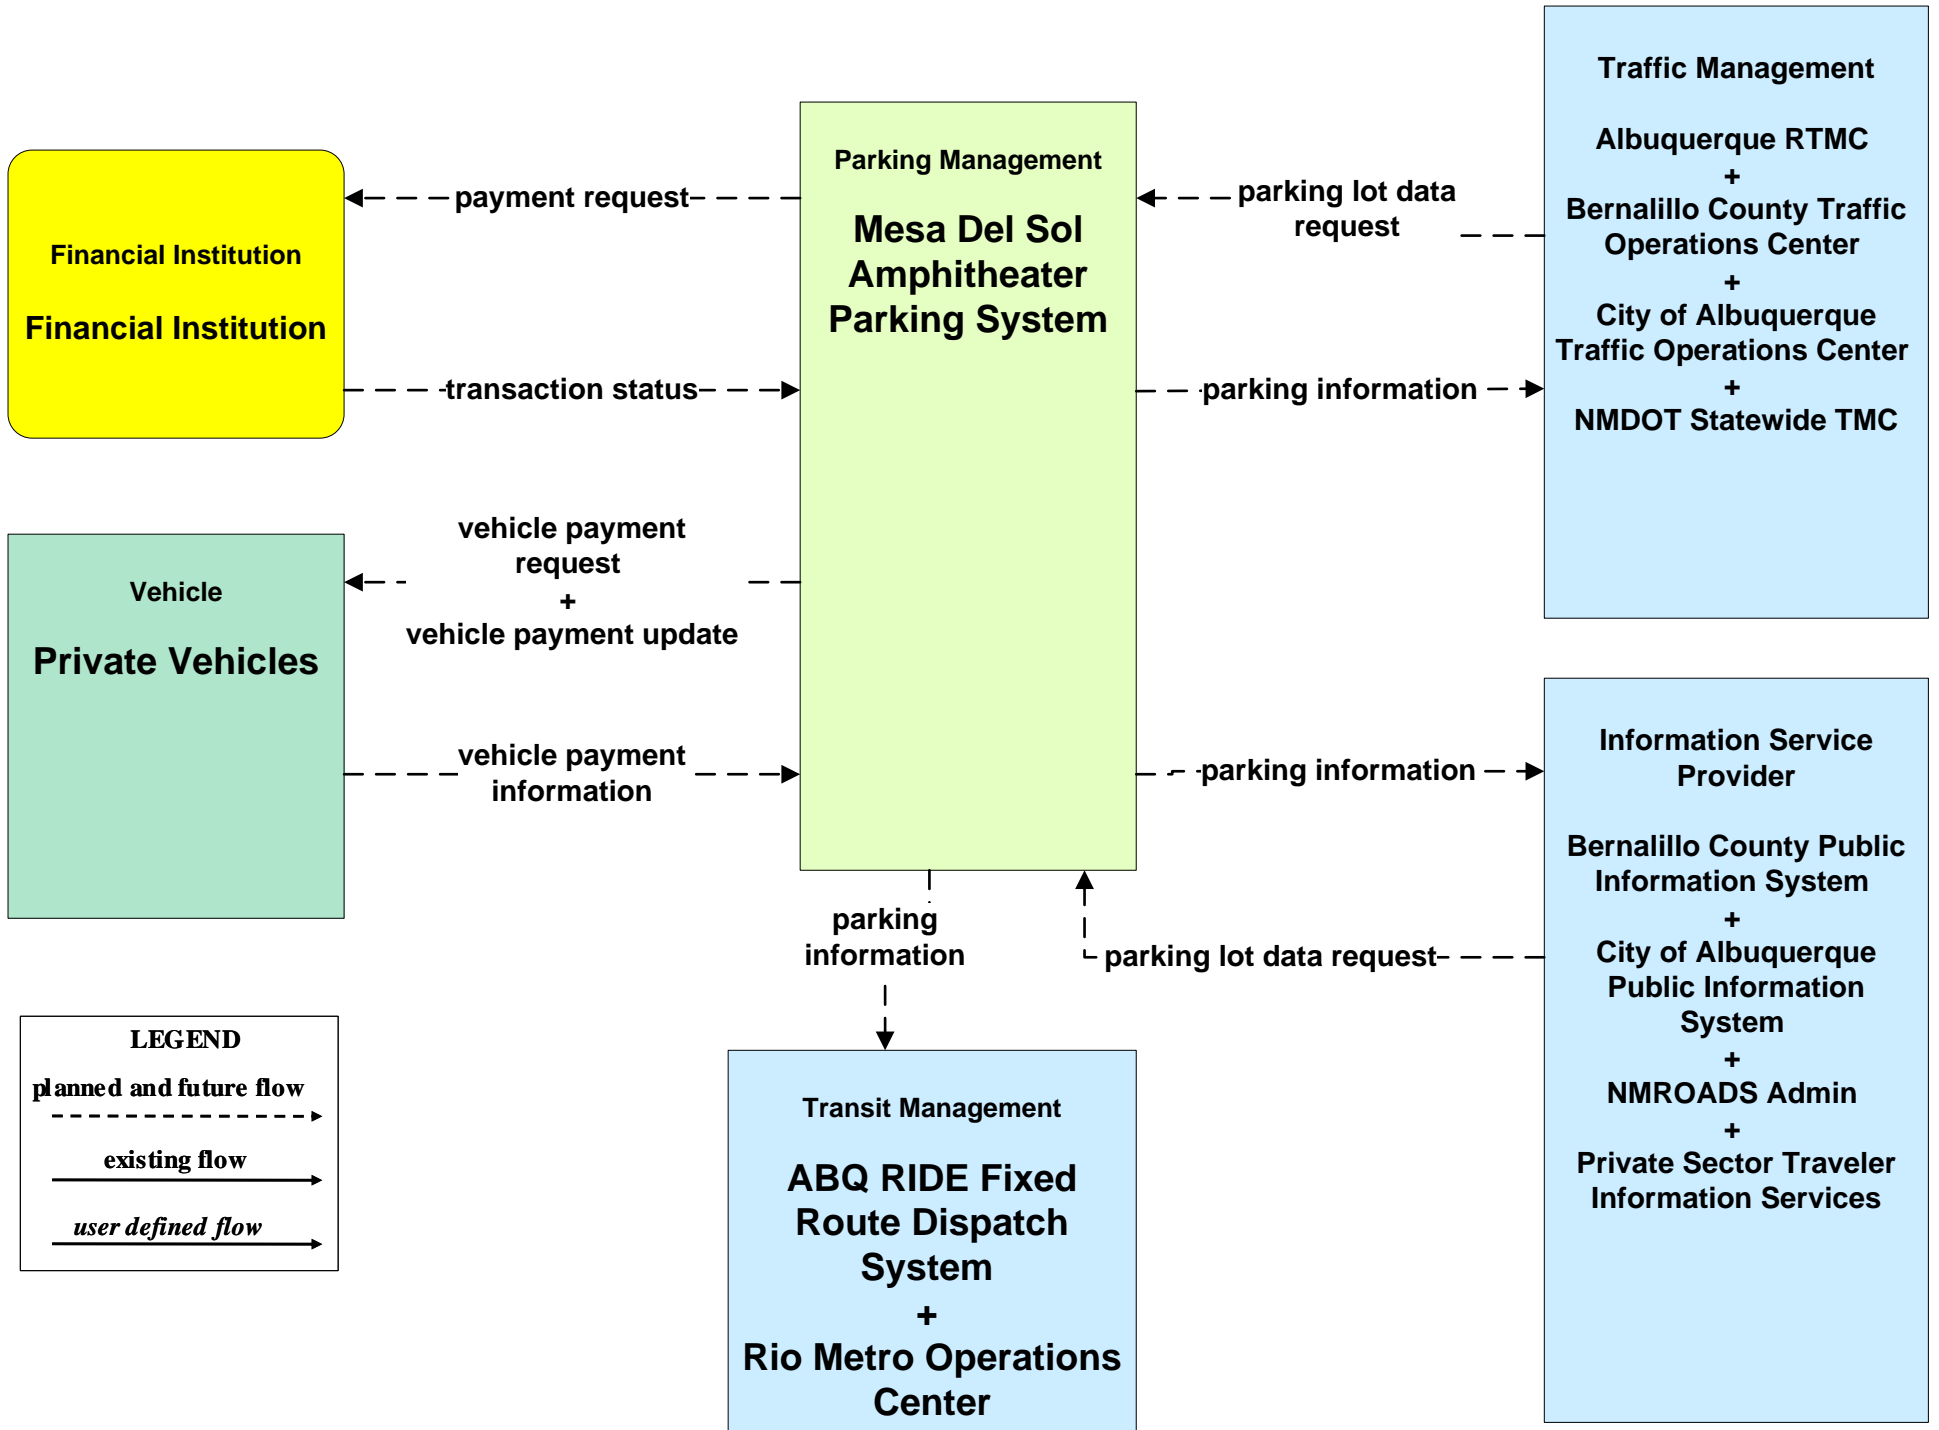 Financial Institution
Financial Institution
Vehicle
Private Vehicles
payment request
transaction status
vehicle payment
request
+
vehicle payment update
vehicle payment
information
Parking Management
Mesa Del Sol
Amphitheater
Parking System
parking lot data
request
parking information
parking information
parking lot data request
parking
information
Traffic Management
Albuquerque RTMC
+
Bernalillo County Traffic
Operations Center
+
City of Albuquerque
Traffic Operations Center
+
NMDOT Statewide TMC
Information Service
Provider
Bernalillo County Public
Information System
+
City of Albuquerque
Public Information
System
+
NMROADS Admin
+
Private Sector Traveler
Information Services
Transit Management
ABQ RIDE Fixed
Route Dispatch
System
+
Rio Metro Operations
Center
LEGEND
planned and future flow
existing flow
user defined flow